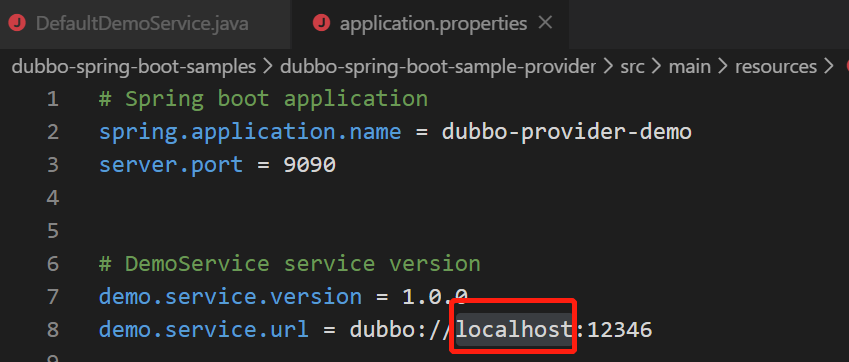 DefaultDemoService.java application.properties
dubbo-spring-boot-samples > dubbo-spring-boot-sample-provider > src > main > resources >
1 # Spring boot application
2 spring.application.name = dubbo-provider-demo
3 server.port = 9090
4
5
6 # DemoService service version
7 demo.service.version = 1.0.0
8 demo.service.url = dubbo://localhost:12346